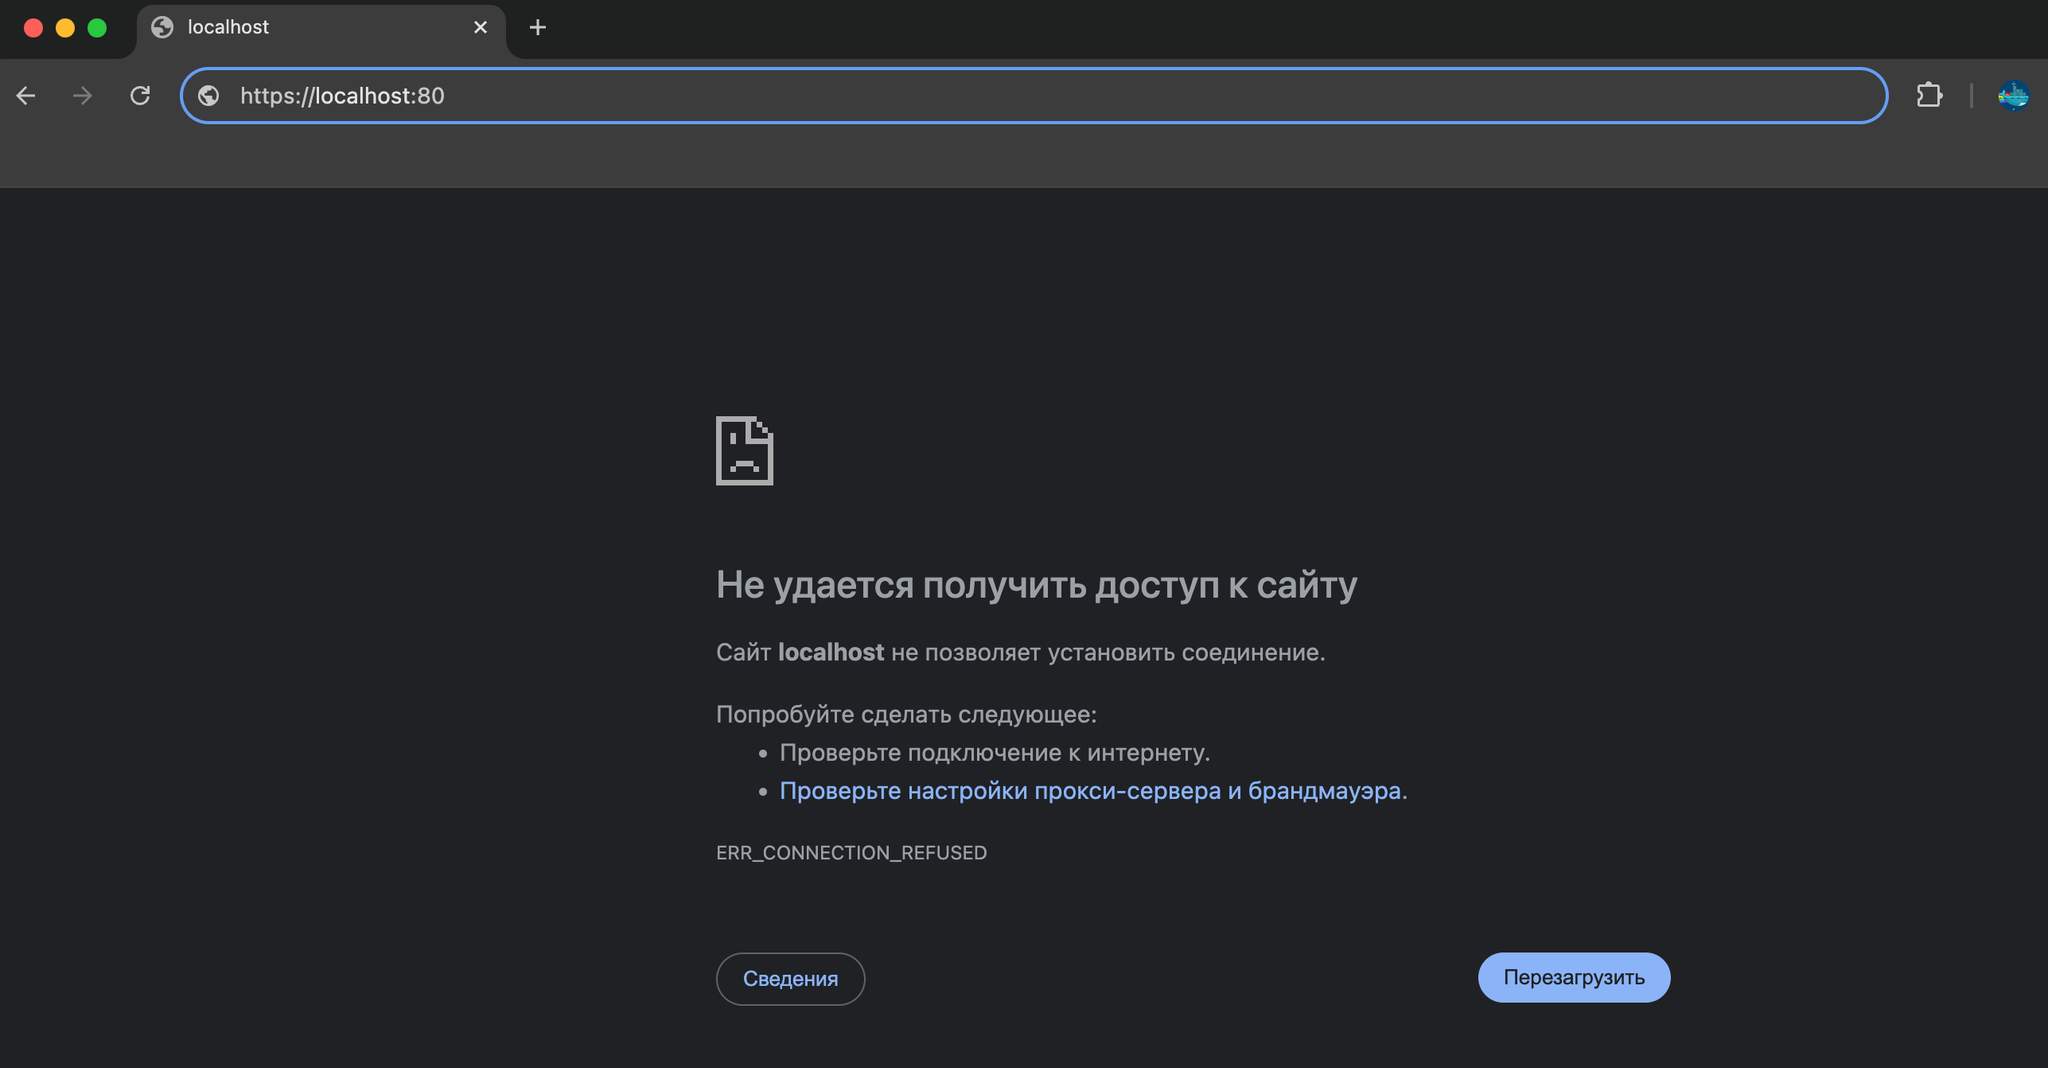 localhost
https://localhost:80
Не удается получить доступ к сайту
Сайт localhost не позволяет установить соединение.
Попробуйте сделать следующее:
• Проверьте подключение к интернету.
• Проверьте настройки прокси-сервера и брандмауэра.
ERR_CONNECTION_REFUSED
Сведения
Перезагрузить